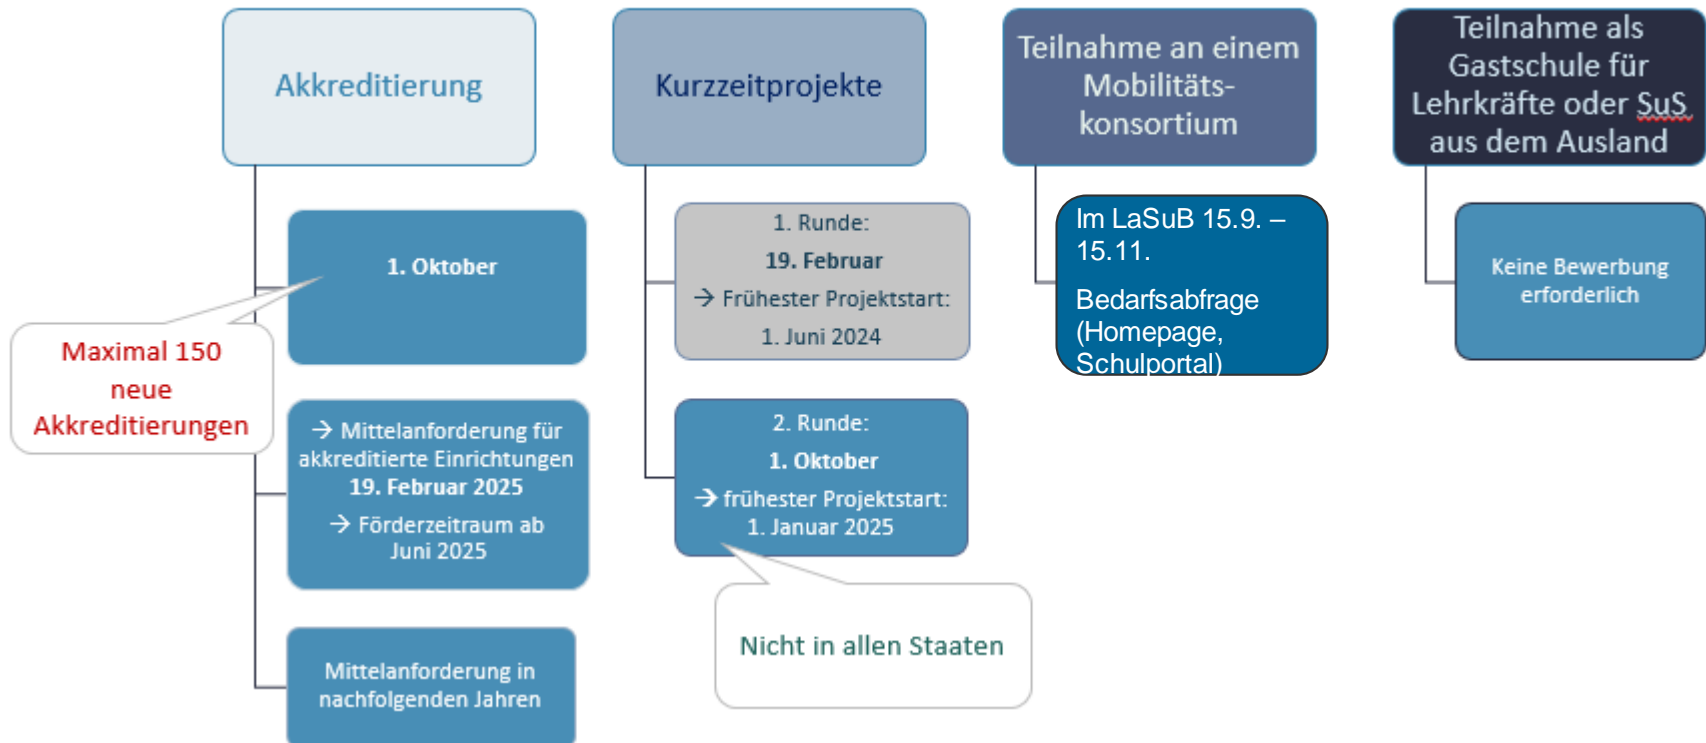 Akkreditierung
1. Oktober
Maximal 150
neue
Akkreditierungen
→ Mittelanforderung für
akkreditierte Einrichtungen
19. Februar 2025
→ Förderzeitraum ab
Juni 2025
Mittelanforderung in
nachfolgenden Jahren
Kurzzeitprojekte
1. Runde:
19. Februar
→ Frühester Projektstart:
1. Juni 2024
2. Runde:
1. Oktober
→ frühester Projektstart:
1. Januar 2025
Nicht in allen Staaten
Teilnahme an einem
Mobilitäts-
konsortium
Im LaSuB 15.9. –
15.11.
Bedarfsabfrage
(Homepage,
Schulportal)
Teilnahme als
Gastschule für
Lehrkräfte oder SuS
aus dem Ausland
Keine Bewerbung
erforderlich